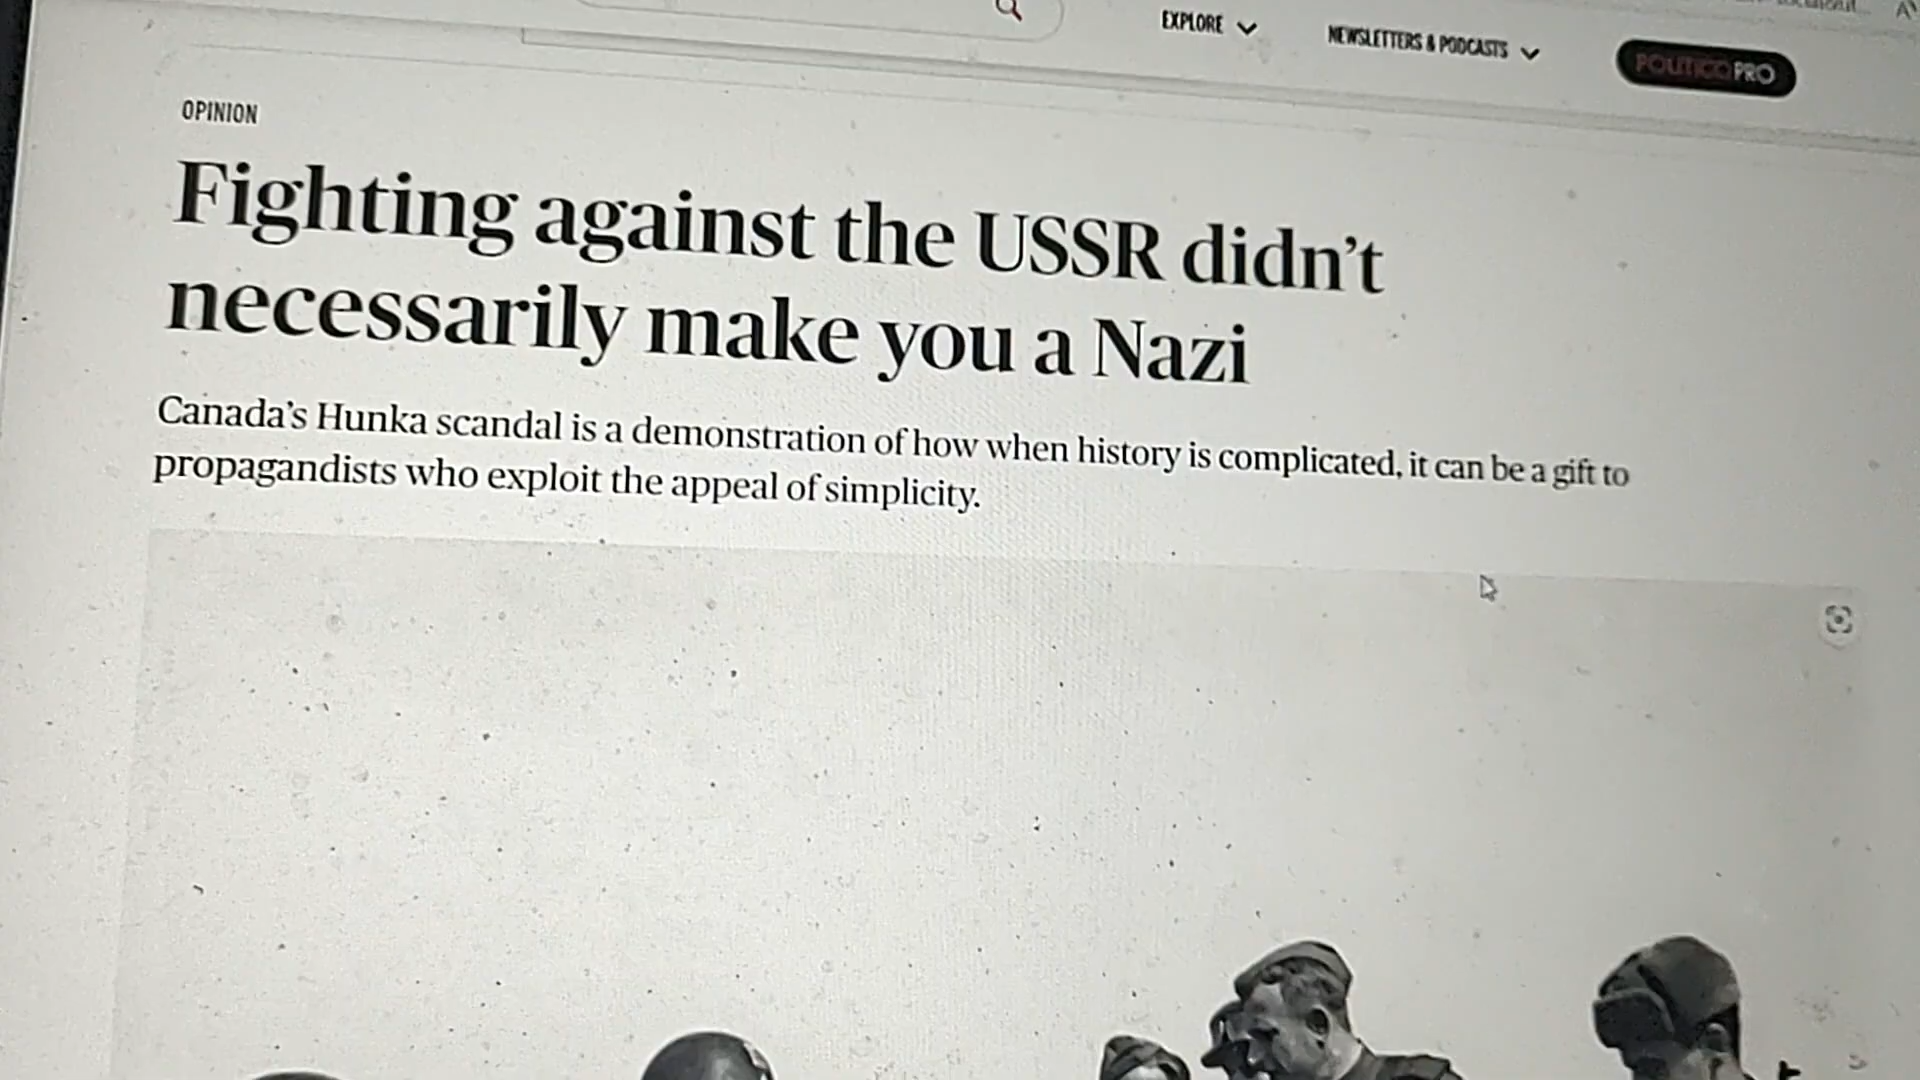 EXPLORE
NEWSLETTERS & PODCASTS
POLITICO PRO
OPINION
Fighting against the USSR didn't
necessarily make you a Nazi
Canada's Hunka scandal is a demonstration of how when history is complicated, it can be a gift to
propagandists who exploit the appeal of simplicity.